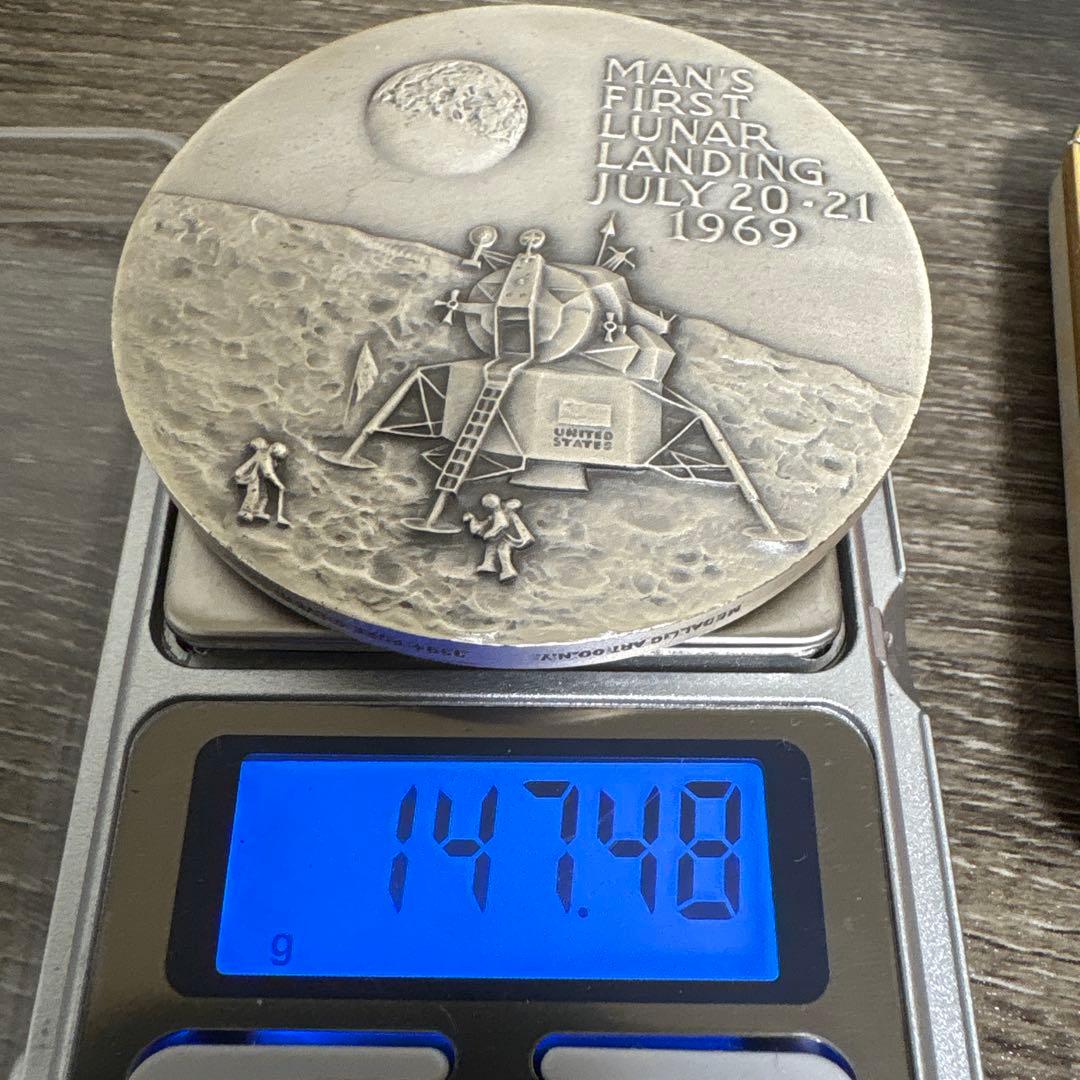 MAN'S
FIRST
LUNAR
LANDING
JULY 20-21
1969
UNITED
STATES
MEDALLIC ART CO. N.Y.
147.48
g